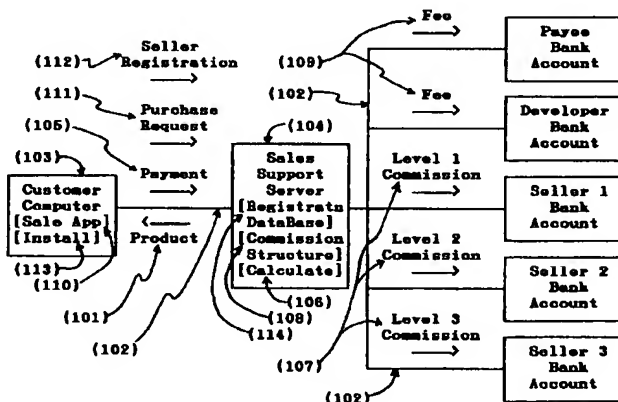 Fee
Payee
Bank
Account
(112)
Seller
Registration
(109)
(111)
Purchase
Request
(102)
Fee
Developer
Bank
Account
(105)
(104)
(103)
Payment
Sales
Support
Server
[Registratn
DataBase]
[Commission
Structure]
[Calculate]
Level 1
Commission
Customer
Computer
[Sale App]
[Install]
Seller 1
Bank
Account
Product
Level 2
Commission
(113)
(110)
(106)
Seller 2
Bank
Account
(101)
(108)
(114)
Level 3
Commission
(102)
(107)
Seller 3
Bank
Account
(102)